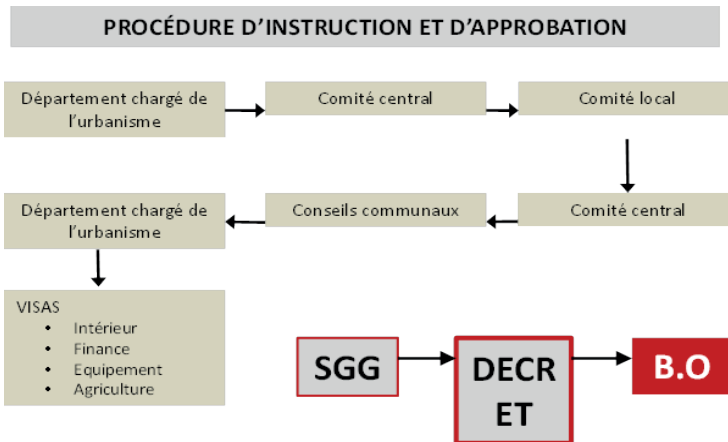 PROCÉDURE D’INSTRUCTION ET D’APPROBATION
Département chargé de
l’urbanisme
Comité central
Comité local
Département chargé de
l’urbanisme
Conseils communaux
Comité central
VISAS
• Intérieur
• Finance
• Equipement
• Agriculture
SGG
DECR
ET
B.O